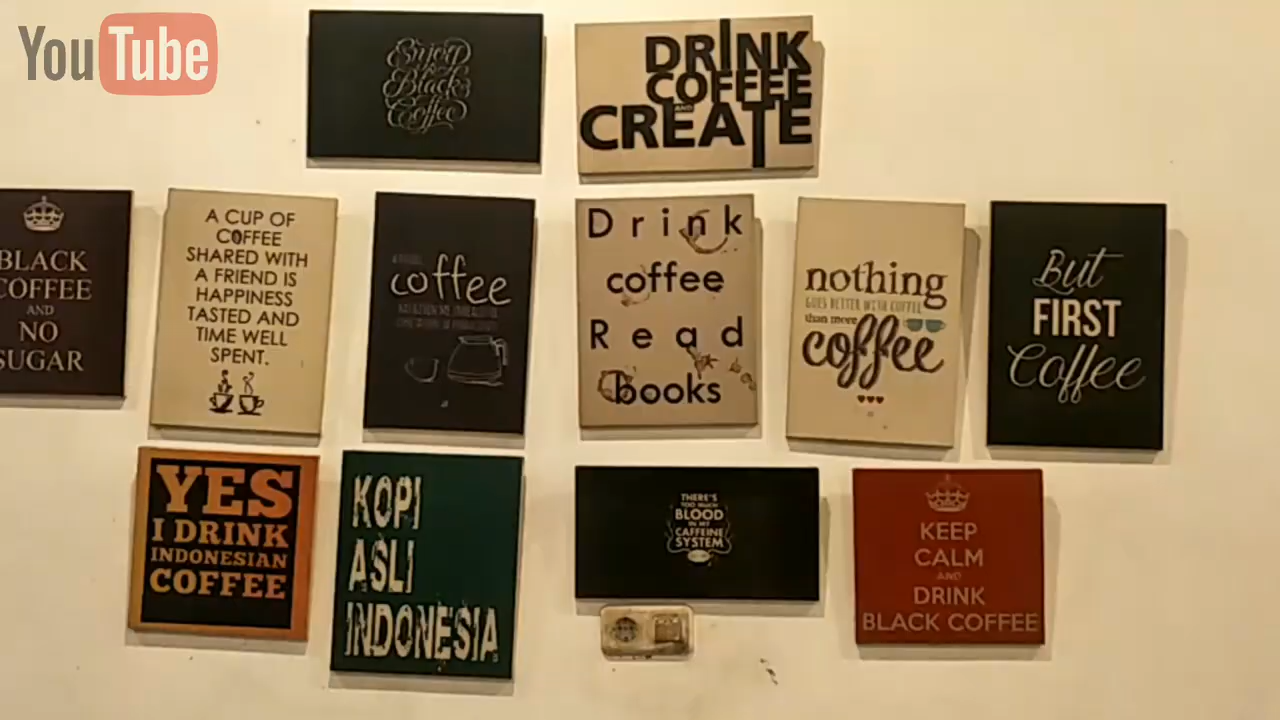 YouTube
Enjoy
Black
Coffee
DRINK
COFFEE
AND
CREATE
BLACK
COFFEE
AND
NO
SUGAR
A CUP OF
COFFEE
SHARED WITH
A FRIEND IS
HAPPINESS
TASTED AND
TIME WELL
SPENT.
coffee
Drink
coffee
Read
books
nothing
GOES BETTER WITH COFFEE
than more
coffee
But
FIRST
Coffee
YES
I DRINK
INDONESIAN
COFFEE
KOPI
ASLI
INDONESIA
THERE'S
TOO MUCH
BLOOD
IN MY
CAFFEINE
SYSTEM
KEEP
CALM
AND
DRINK
BLACK COFFEE